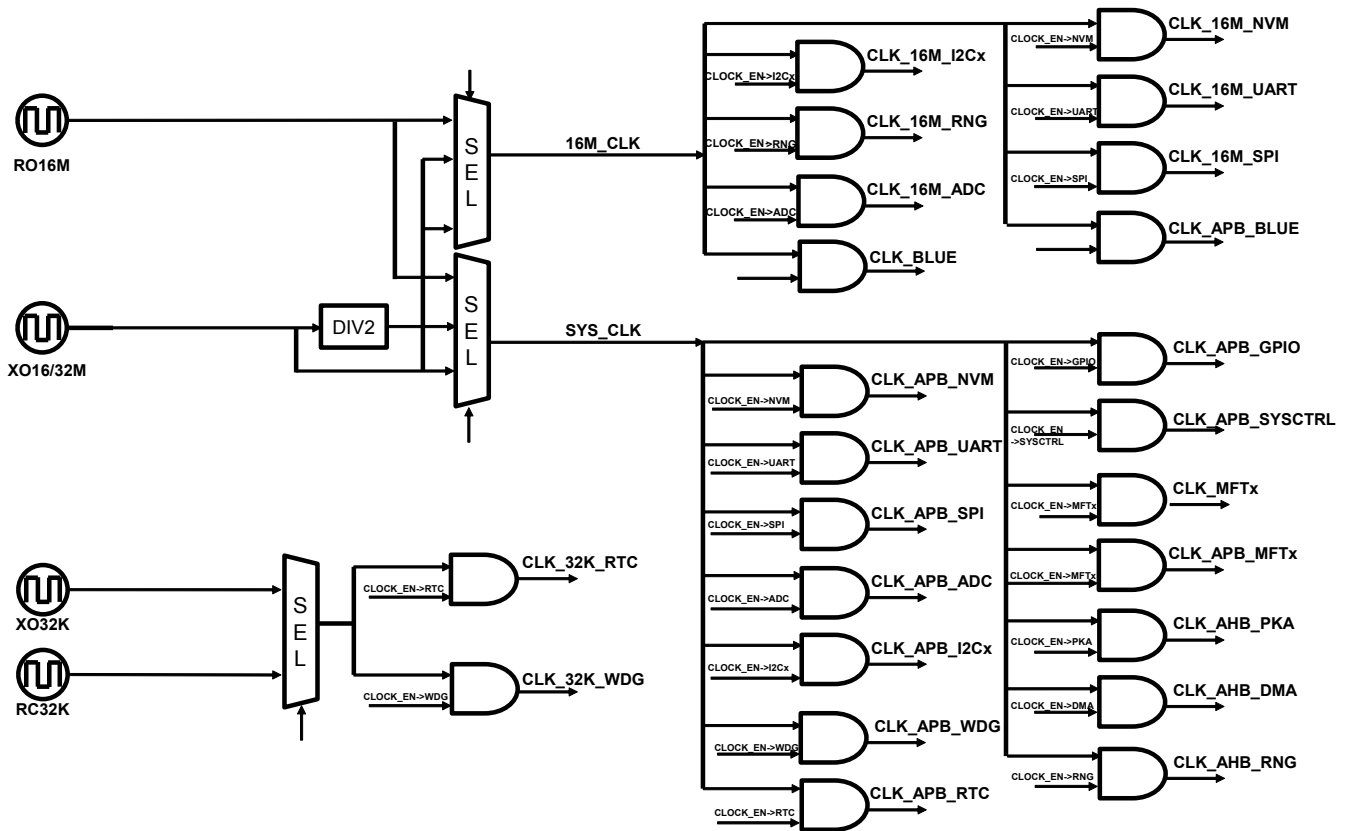 RO16M
XO16/32M
DIV2
SEL
SEL
16M_CLK
SYS_CLK
CLOCK_EN->I2Cx
CLK_16M_I2Cx
CLOCK_EN->RNG
CLK_16M_RNG
CLOCK_EN->ADC
CLK_16M_ADC
CLK_BLUE
CLOCK_EN->NVM
CLK_16M_NVM
CLOCK_EN->UART
CLK_16M_UART
CLOCK_EN->SPI
CLK_16M_SPI
CLK_APB_BLUE
CLOCK_EN->NVM
CLK_APB_NVM
CLOCK_EN->UART
CLK_APB_UART
CLOCK_EN->SPI
CLK_APB_SPI
CLOCK_EN->ADC
CLK_APB_ADC
CLOCK_EN->I2Cx
CLK_APB_I2Cx
CLOCK_EN->WDG
CLK_APB_WDG
CLOCK_EN->RTC
CLK_APB_RTC
CLOCK_EN->GPIO
CLK_APB_GPIO
CLOCK_EN
->SYSCTRL
CLK_APB_SYSCTRL
CLOCK_EN->MFTx
CLK_MFTx
CLOCK_EN->MFTx
CLK_APB_MFTx
CLOCK_EN->PKA
CLK_AHB_PKA
CLOCK_EN->DMA
CLK_AHB_DMA
CLOCK_EN->RNG
CLK_AHB_RNG
XO32K
RC32K
SEL
CLOCK_EN->RTC
CLK_32K_RTC
CLOCK_EN->WDG
CLK_32K_WDG